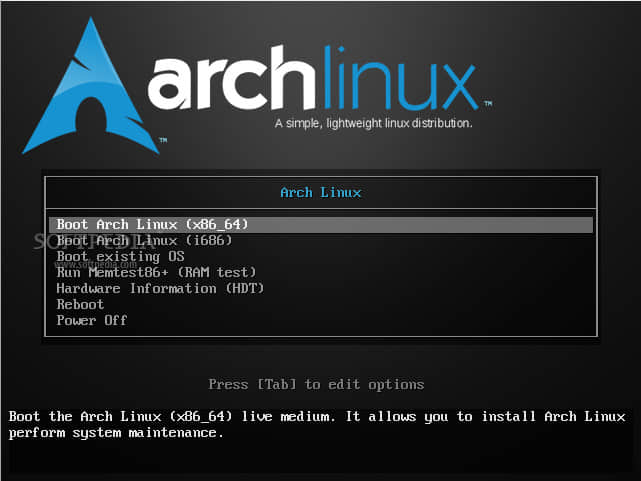 archlinux™
A simple, lightweight linux distribution.
™
Arch Linux
Boot Arch Linux (x86_64)
Boot Arch Linux (i686)
SOFTPEDIA
Boot existing OS
www.softpedia.com
Run Memtest86+ (RAM test)
Hardware Information (HDT)
Reboot
Power Off
Press [Tab] to edit options
Boot the Arch Linux (x86_64) live medium. It allows you to install Arch Linux
perform system maintenance.